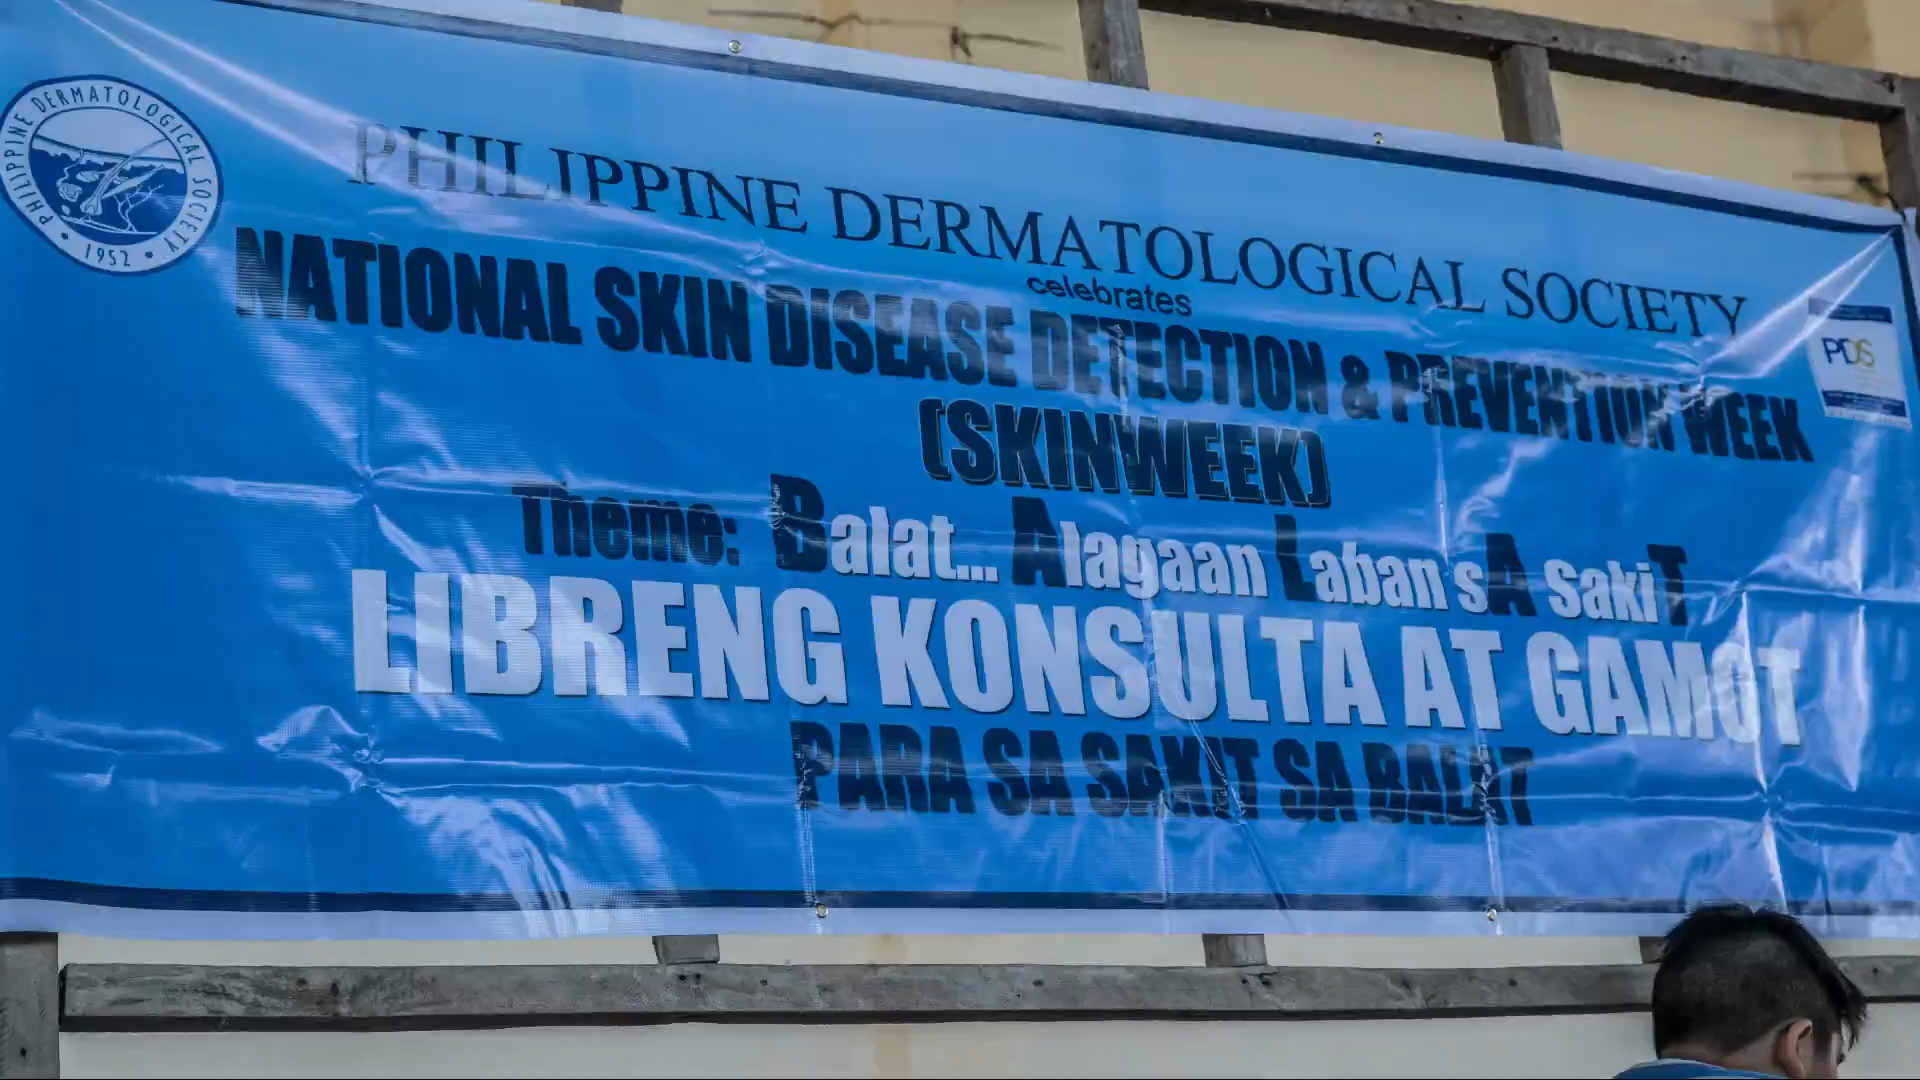 PHILIPPINE DERMATOLOGICAL SOCIETY
• 1952 •
PHILIPPINE DERMATOLOGICAL SOCIETY
celebrates
NATIONAL SKIN DISEASE DETECTION & PREVENTION WEEK
(SKINWEEK)
PDS
Theme: Balat... Alagaan Laban sA SakiT
LIBRENG KONSULTA AT GAMOT
PARA SA SAKIT SA BALAT